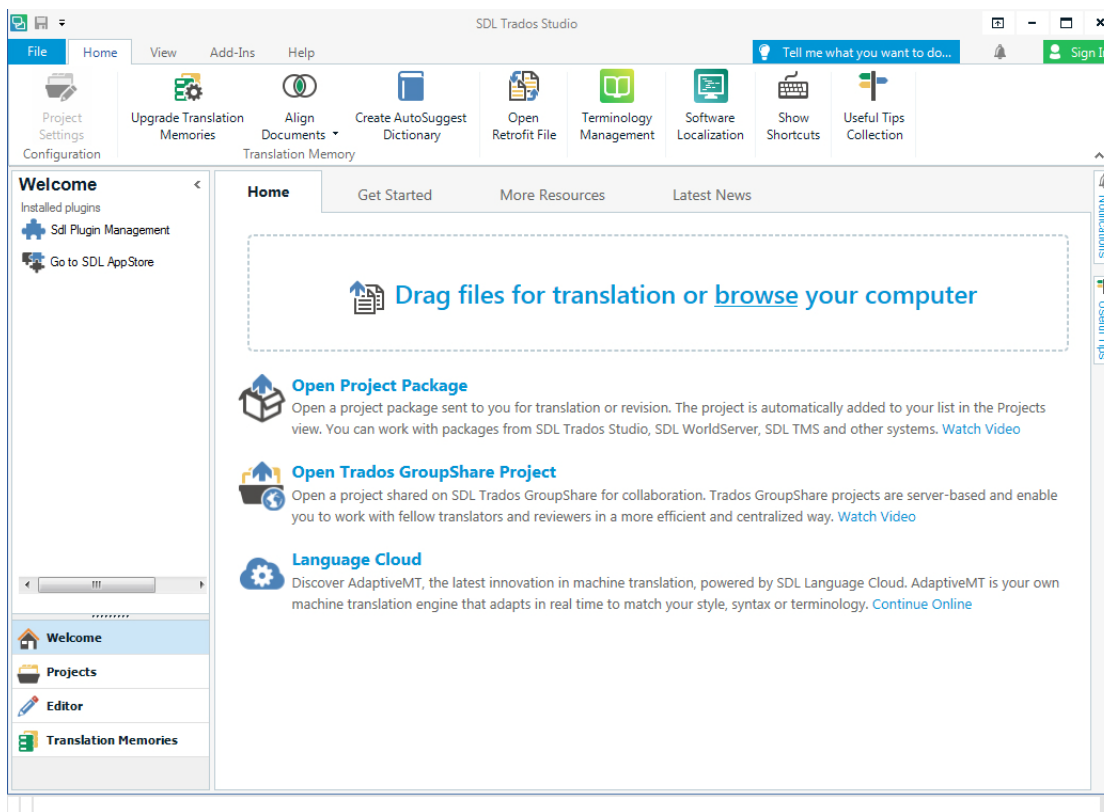 SDL Trados Studio
File Home View Add-Ins Help Tell me what you want to do... Sign In
Project Settings
Upgrade Translation Memories
Align Documents
Create AutoSuggest Dictionary
Open Retrofit File
Terminology Management
Software Localization
Show Shortcuts
Useful Tips Collection
Configuration Translation Memory
Welcome
Installed plugins
Sdl Plugin Management
Go to SDL AppStore
Home Get Started More Resources Latest News
Drag files for translation or browse your computer
Open Project Package
Open a project package sent to you for translation or revision. The project is automatically added to your list in the Projects
view. You can work with packages from SDL Trados Studio, SDL WorldServer, SDL TMS and other systems. Watch Video
Open Trados GroupShare Project
Open a project shared on SDL Trados GroupShare for collaboration. Trados GroupShare projects are server-based and enable
you to work with fellow translators and reviewers in a more efficient and centralized way. Watch Video
Language Cloud
Discover AdaptiveMT, the latest innovation in machine translation, powered by SDL Language Cloud. AdaptiveMT is your own
machine translation engine that adapts in real time to match your style, syntax or terminology. Continue Online
Welcome
Projects
Editor
Translation Memories
Notifications
Useful Tips